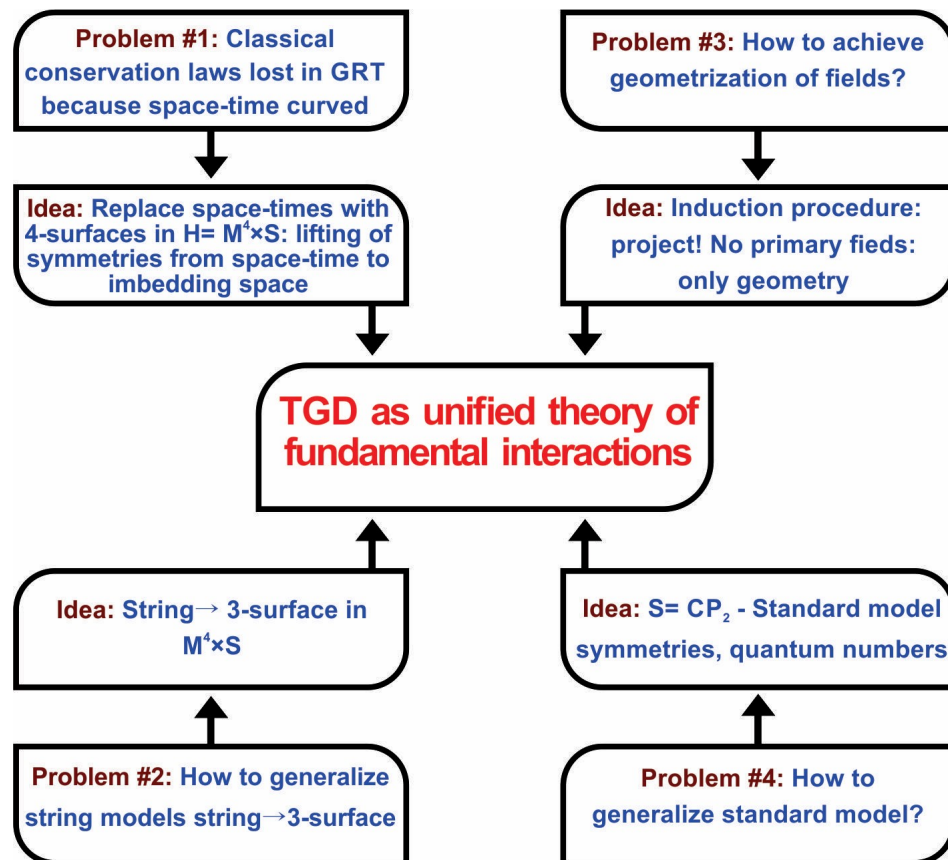 Problem #1: Classical
conservation laws lost in GRT
because space-time curved
Problem #3: How to achieve
geometrization of fields?
Idea: Replace space-times with
4-surfaces in H= M⁴×S: lifting of
symmetries from space-time to
imbedding space
Idea: Induction procedure:
project! No primary fieds:
only geometry
TGD as unified theory of
fundamental interactions
Idea: String→ 3-surface in
M⁴×S
Idea: S= CP₂ - Standard model
symmetries, quantum numbers
Problem #2: How to generalize
string models string→3-surface
Problem #4: How to
generalize standard model?